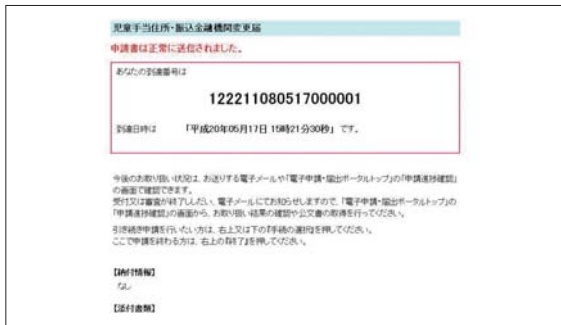 児童手当住所・振込金融機関変更届
申請書は正常に送信されました。
あなたの到達番号は
122211080517000001
到達日時は 「平成20年05月17日 15時21分30秒」 です。
今後のお取り扱い状況は、お送りする電子メールや「電子申請・届出ポータルトップ」の「申請進捗確認」
の画面で確認できます。
受付又は審査が終了しだい、電子メールにてお知らせしますので、「電子申請・届出ポータルトップ」の
「申請進捗確認」の画面から、お取り扱い結果の確認や公文書の取得を行ってください。
引き続き申請を行いたい方は、右上又は下の『手続の選択』を押してください。
ここで申請を終わる方は、右上の『終了』を押してください。
【納付情報】
なし
【添付書類】